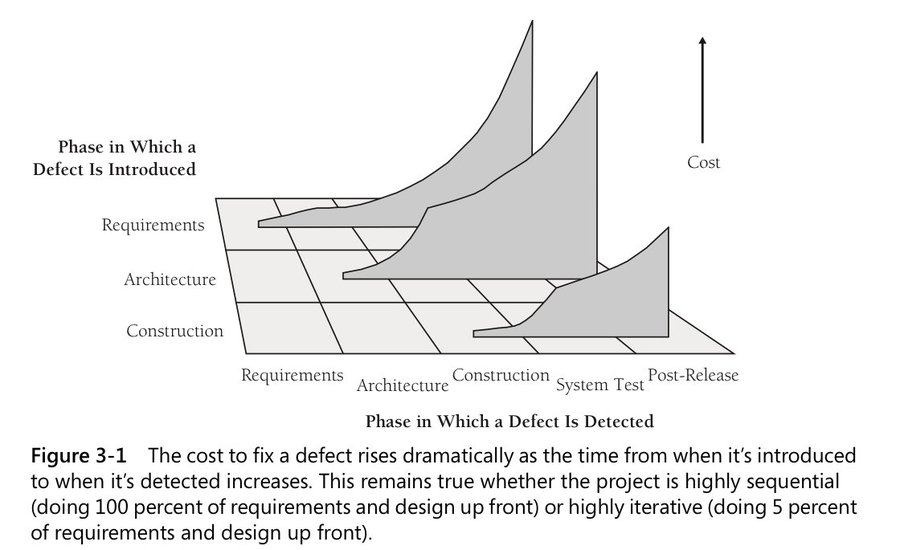 Phase in Which a
Defect Is Introduced
Cost
Requirements
Architecture
Construction
Requirements
Architecture
Construction
System Test
Post-Release
Phase in Which a Defect Is Detected
Figure 3-1 The cost to fix a defect rises dramatically as the time from when it’s introduced
to when it’s detected increases. This remains true whether the project is highly sequential
(doing 100 percent of requirements and design up front) or highly iterative (doing 5 percent
of requirements and design up front).